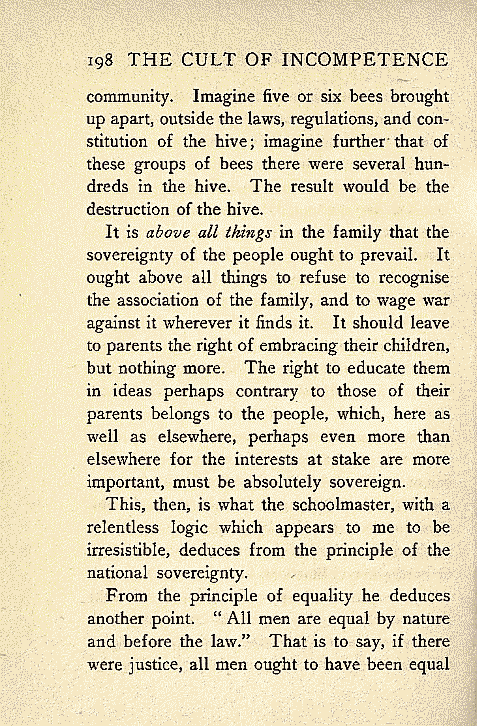 198 THE CULT OF INCOMPETENCE
community. Imagine five or six bees brought
up apart, outside the laws, regulations, and con-
stitution of the hive; imagine further that of
these groups of bees there were several hun-
dreds in the hive. The result would be the
destruction of the hive.
It is above all things in the family that the
sovereignty of the people ought to prevail. It
ought above all things to refuse to recognise
the association of the family, and to wage war
against it wherever it finds it. It should leave
to parents the right of embracing their children,
but nothing more. The right to educate them
in ideas perhaps contrary to those of their
parents belongs to the people, which, here as
well as elsewhere, perhaps even more than
elsewhere for the interests at stake are more
important, must be absolutely sovereign.
This, then, is what the schoolmaster, with a
relentless logic which appears to me to be
irresistible, deduces from the principle of the
national sovereignty.
From the principle of equality he deduces
another point. "All men are equal by nature
and before the law." That is to say, if there
were justice, all men ought to have been equal